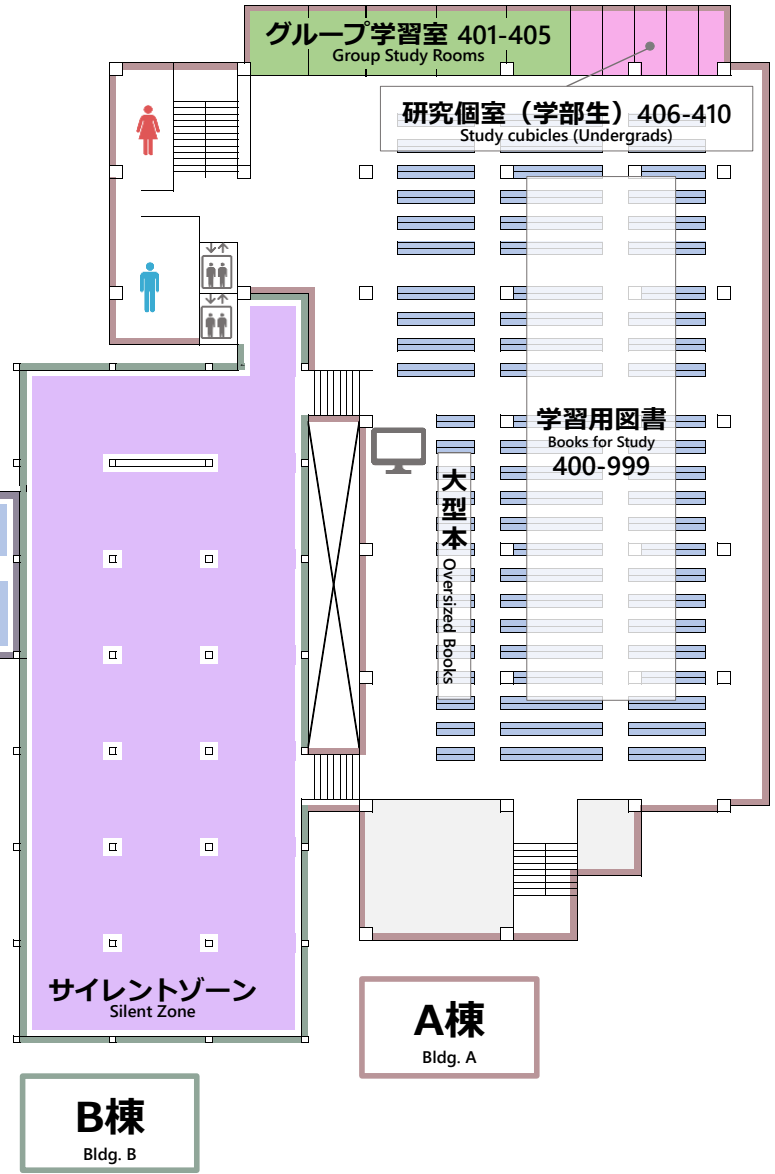 グループ学習室 401-405
Group Study Rooms
研究個室（学部生）406-410
Study cubicles (Undergrads)
学習用図書
Books for Study
400-999
大型本 Oversized Books
サイレントゾーン
Silent Zone
A棟
Bldg. A
B棟
Bldg. B